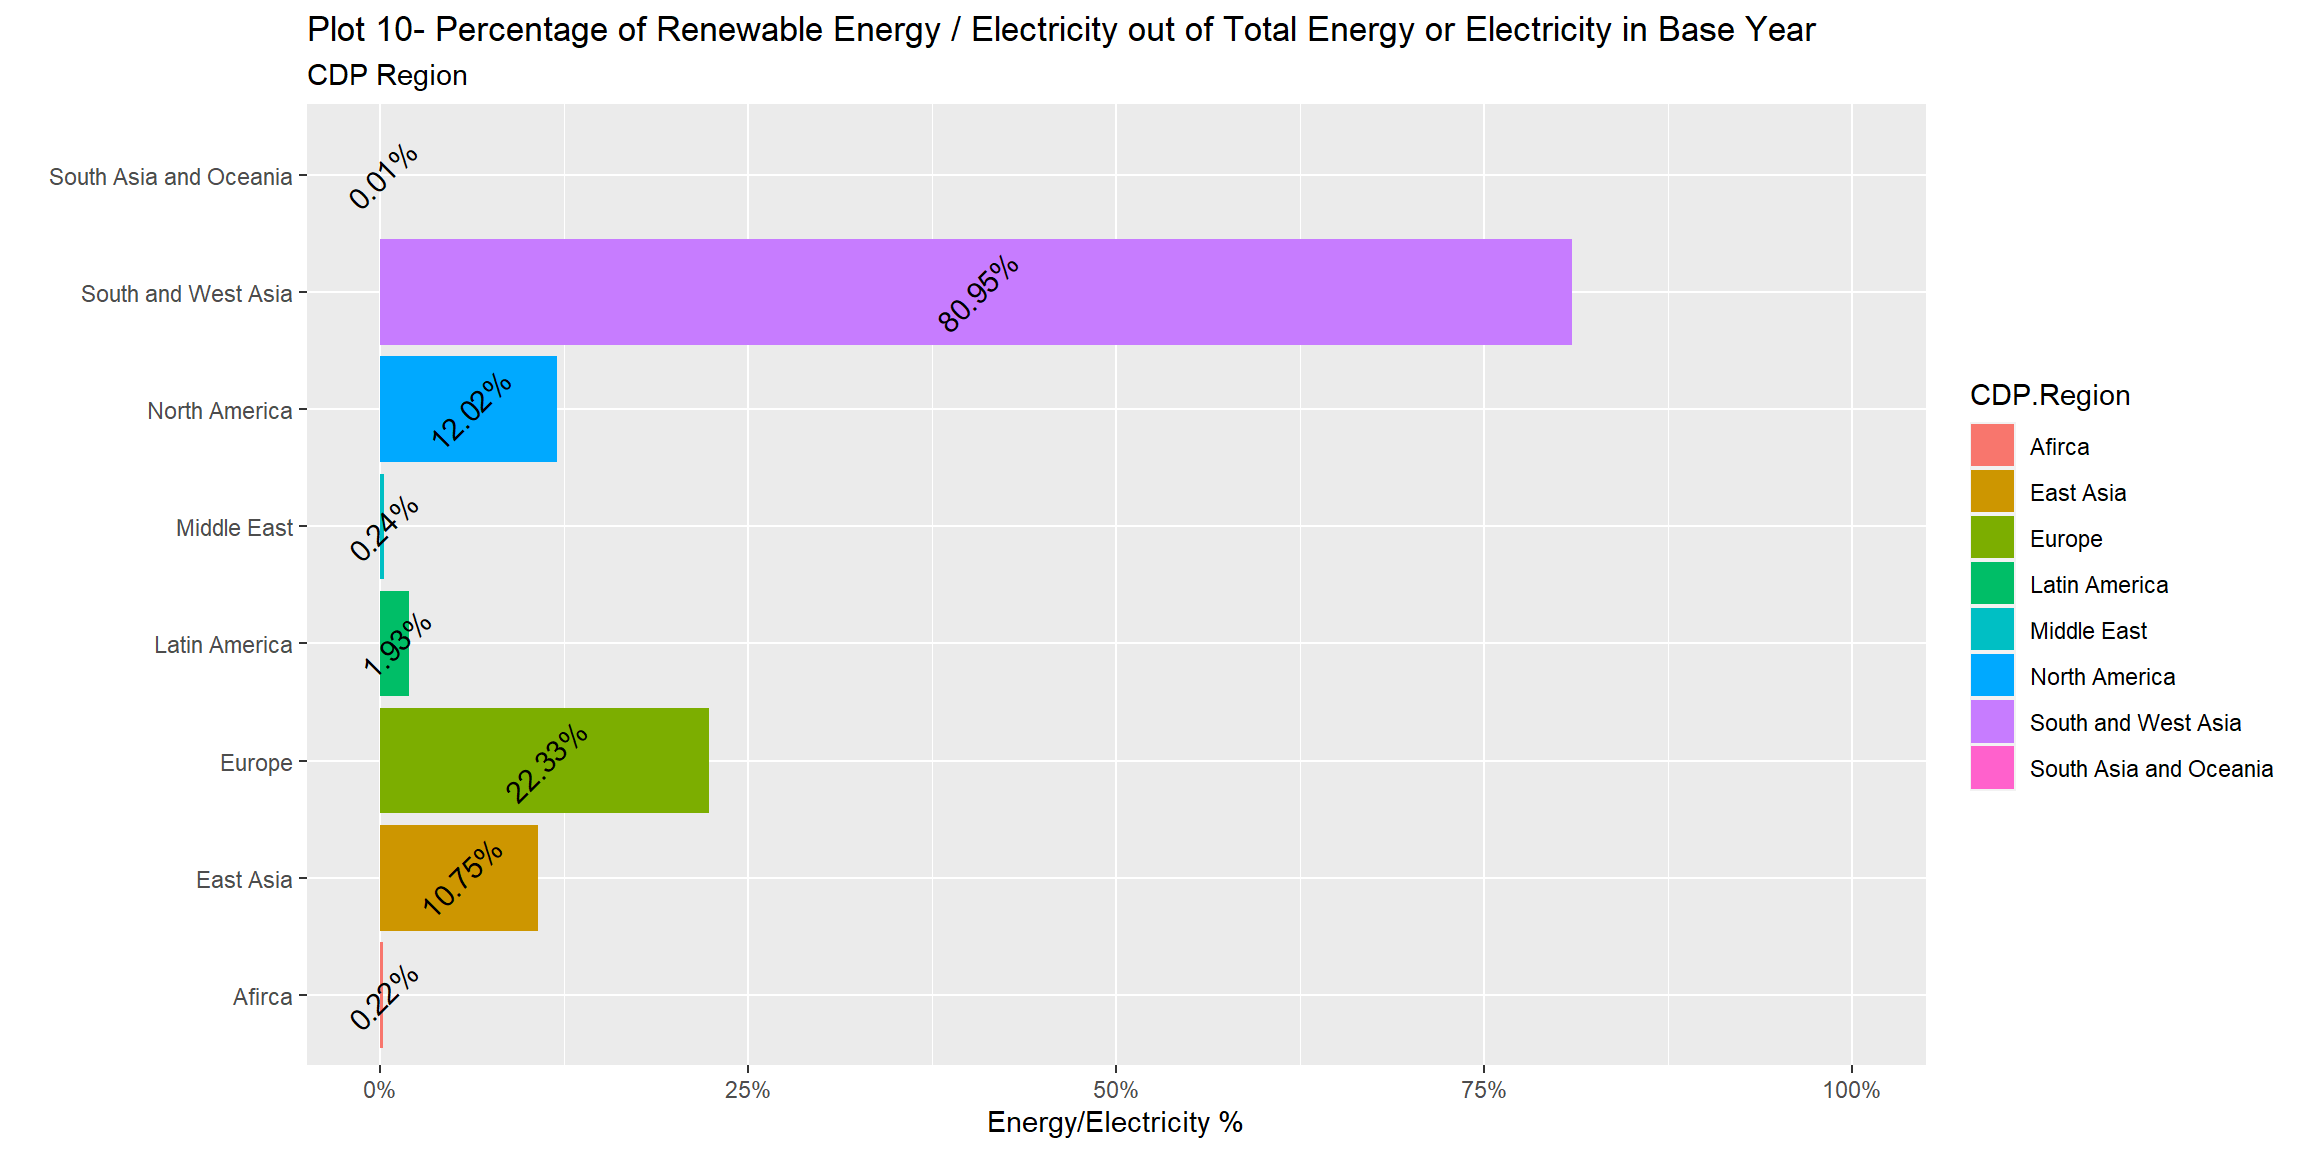 Plot 10- Percentage of Renewable Energy / Electricity out of Total Energy or Electricity in Base Year
CDP Region
South Asia and Oceania
0.01%
South and West Asia
80.95%
North America
12.02%
Middle East
0.24%
Latin America
1.93%
Europe
22.33%
East Asia
10.75%
Afirca
0.22%
0%
25%
50%
75%
100%
Energy/Electricity %
CDP.Region
Afirca
East Asia
Europe
Latin America
Middle East
North America
South and West Asia
South Asia and Oceania